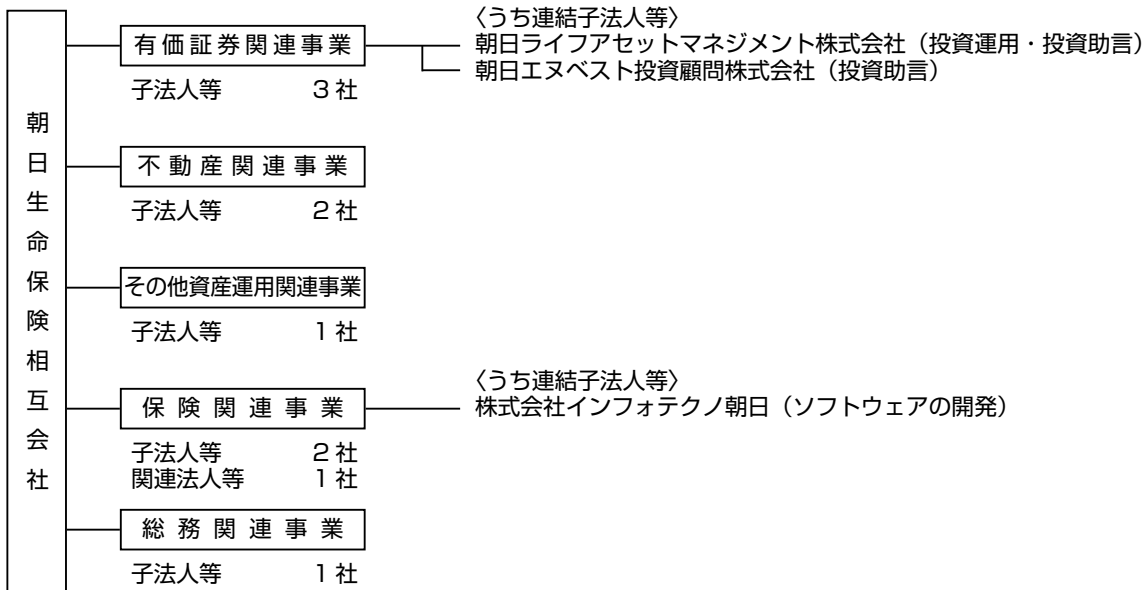 朝日生命保険相互会社
有価証券関連事業
子法人等 3社
〈うち連結子法人等〉
朝日ライフアセットマネジメント株式会社（投資運用・投資助言）
朝日エヌベスト投資顧問株式会社（投資助言）
不動産関連事業
子法人等 2社
その他資産運用関連事業
子法人等 1社
保険関連事業
子法人等 2社
関連法人等 1社
〈うち連結子法人等〉
株式会社インフォテクノ朝日（ソフトウェアの開発）
総務関連事業
子法人等 1社